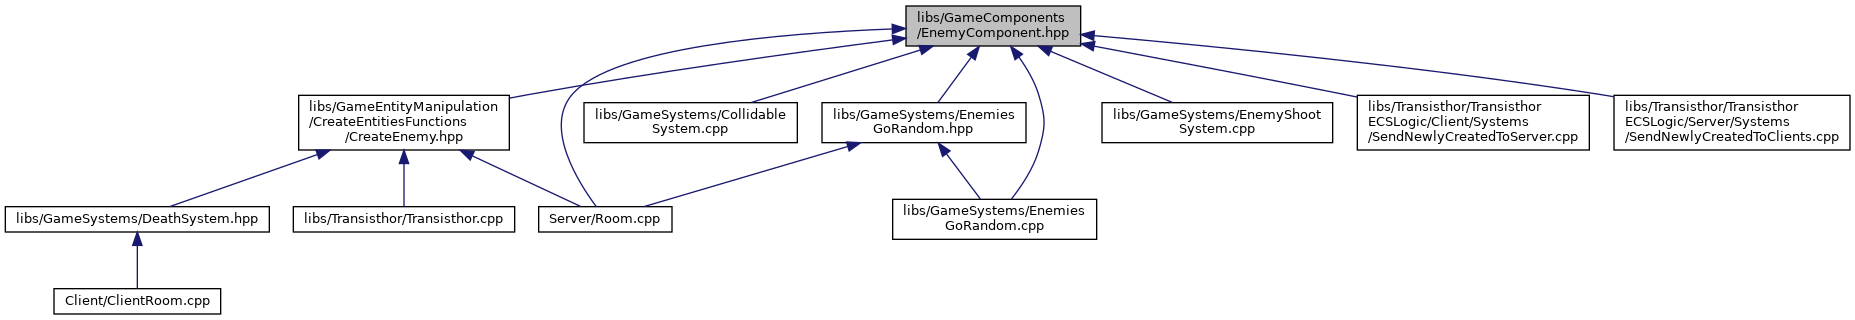 libs/GameComponents
/EnemyComponent.hpp
libs/GameEntityManipulation
/CreateEntitiesFunctions
/CreateEnemy.hpp
libs/GameSystems/Collidable
System.cpp
libs/GameSystems/Enemies
GoRandom.hpp
libs/GameSystems/EnemyShoot
System.cpp
libs/Transisthor/Transisthor
ECSLogic/Client/Systems
/SendNewlyCreatedToServer.cpp
libs/Transisthor/Transisthor
ECSLogic/Server/Systems
/SendNewlyCreatedToClients.cpp
libs/GameSystems/DeathSystem.hpp
libs/Transisthor/Transisthor.cpp
Server/Room.cpp
libs/GameSystems/Enemies
GoRandom.cpp
Client/ClientRoom.cpp